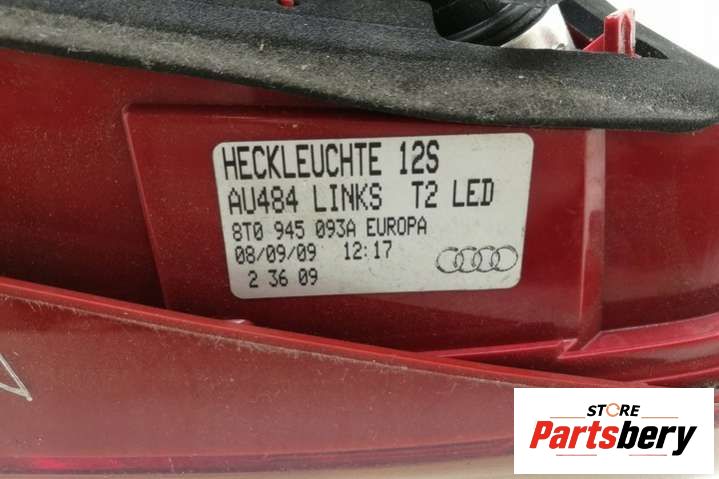 HECKLEUCHTE 12S
AU484 LINKS T2 LED
8T0 945 093A EUROPA
08/09/09 12:17
2 36 09
STORE
Partsbery